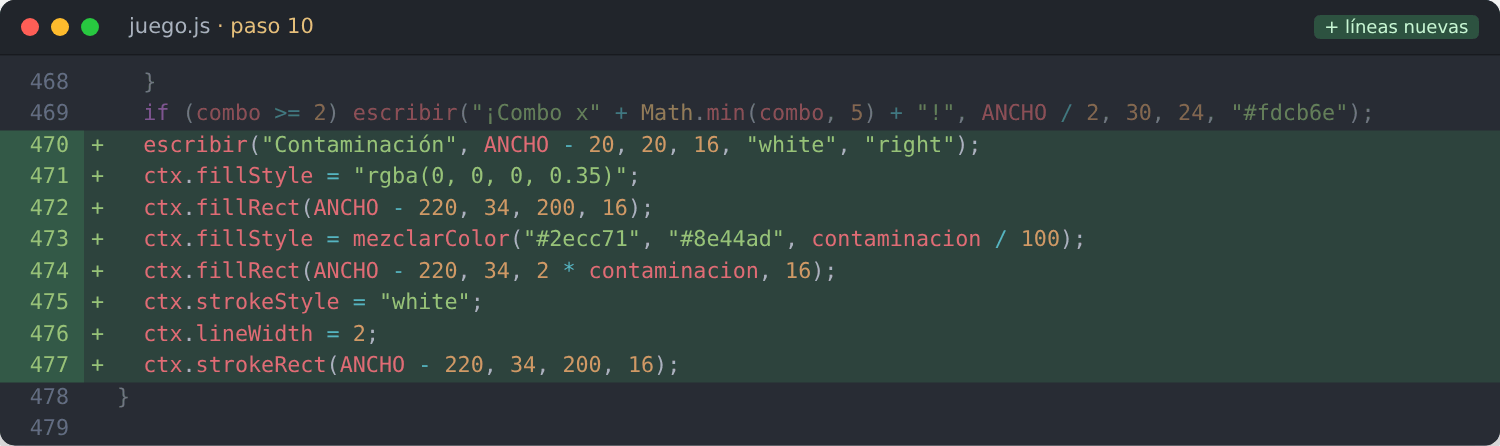 juego.js · paso 10
+ líneas nuevas
468 }
469 if (combo >= 2) escribir("¡Combo x" + Math.min(combo, 5) + "!", ANCHO / 2, 30, 24, "#fdcb6e");
470 + escribir("Contaminación", ANCHO - 20, 20, 16, "white", "right");
471 + ctx.fillStyle = "rgba(0, 0, 0, 0.35)";
472 + ctx.fillRect(ANCHO - 220, 34, 200, 16);
473 + ctx.fillStyle = mezclarColor("#2ecc71", "#8e44ad", contaminacion / 100);
474 + ctx.fillRect(ANCHO - 220, 34, 2 * contaminacion, 16);
475 + ctx.strokeStyle = "white";
476 + ctx.lineWidth = 2;
477 + ctx.strokeRect(ANCHO - 220, 34, 200, 16);
478 }
479